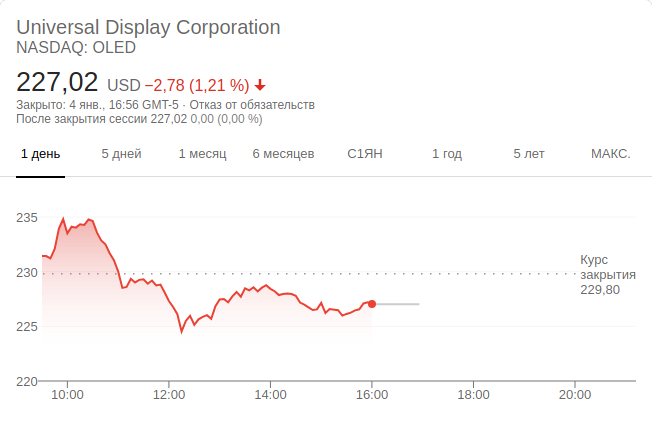 Universal Display Corporation
NASDAQ: OLED
227,02 USD −2,78 (1,21 %)
Закрыто: 4 янв., 16:56 GMT-5 · Отказ от обязательств
После закрытия сессии 227,02 0,00 (0,00 %)
1 день 5 дней 1 месяц 6 месяцев С1ЯН 1 год 5 лет МАКС.
235
Курс
230 закрытия
229,80
225
220
10:00 12:00 14:00 16:00 18:00 20:00